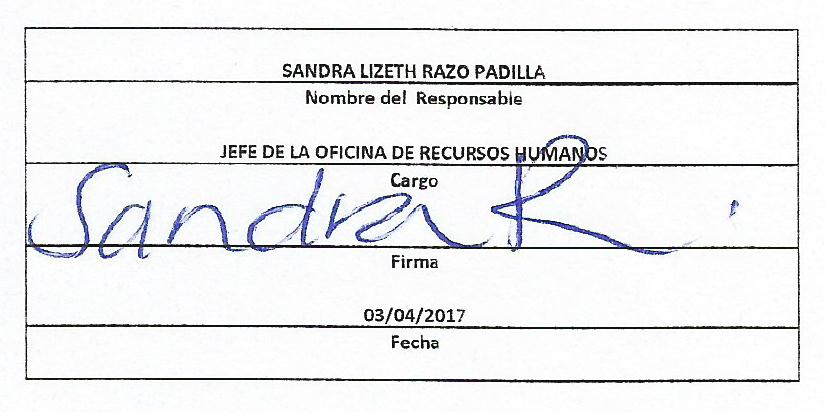 SANDRA LIZETH RAZO PADILLA
Nombre del Responsable
JEFE DE LA OFICINA DE RECURSOS HUMANOS
Cargo
Sandra R
Firma
03/04/2017
Fecha